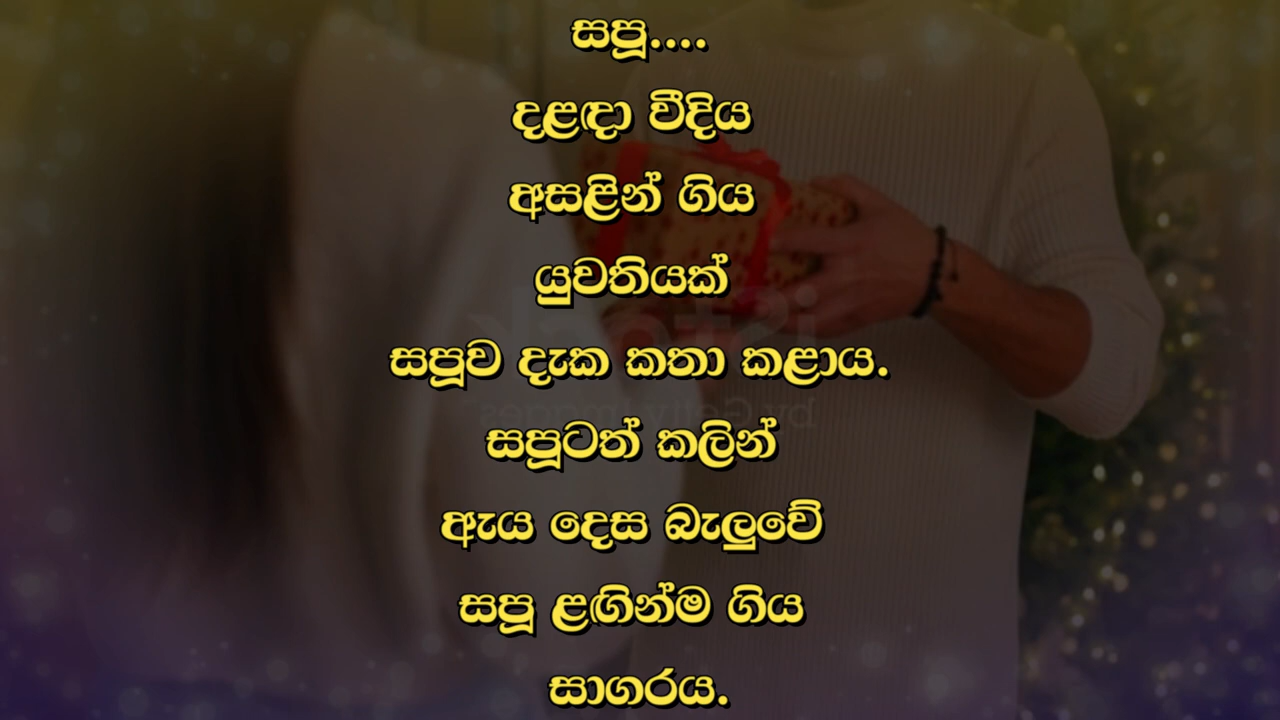 සපූ....
දළඳා වීදිය
අසළින් ගිය
යුවතියක්
සපූව දැක කතා කළාය.
සපූටත් කලින්
ඇය දෙස බැලුවේ
සපූ ළඟින්ම ගිය
සාගරය.